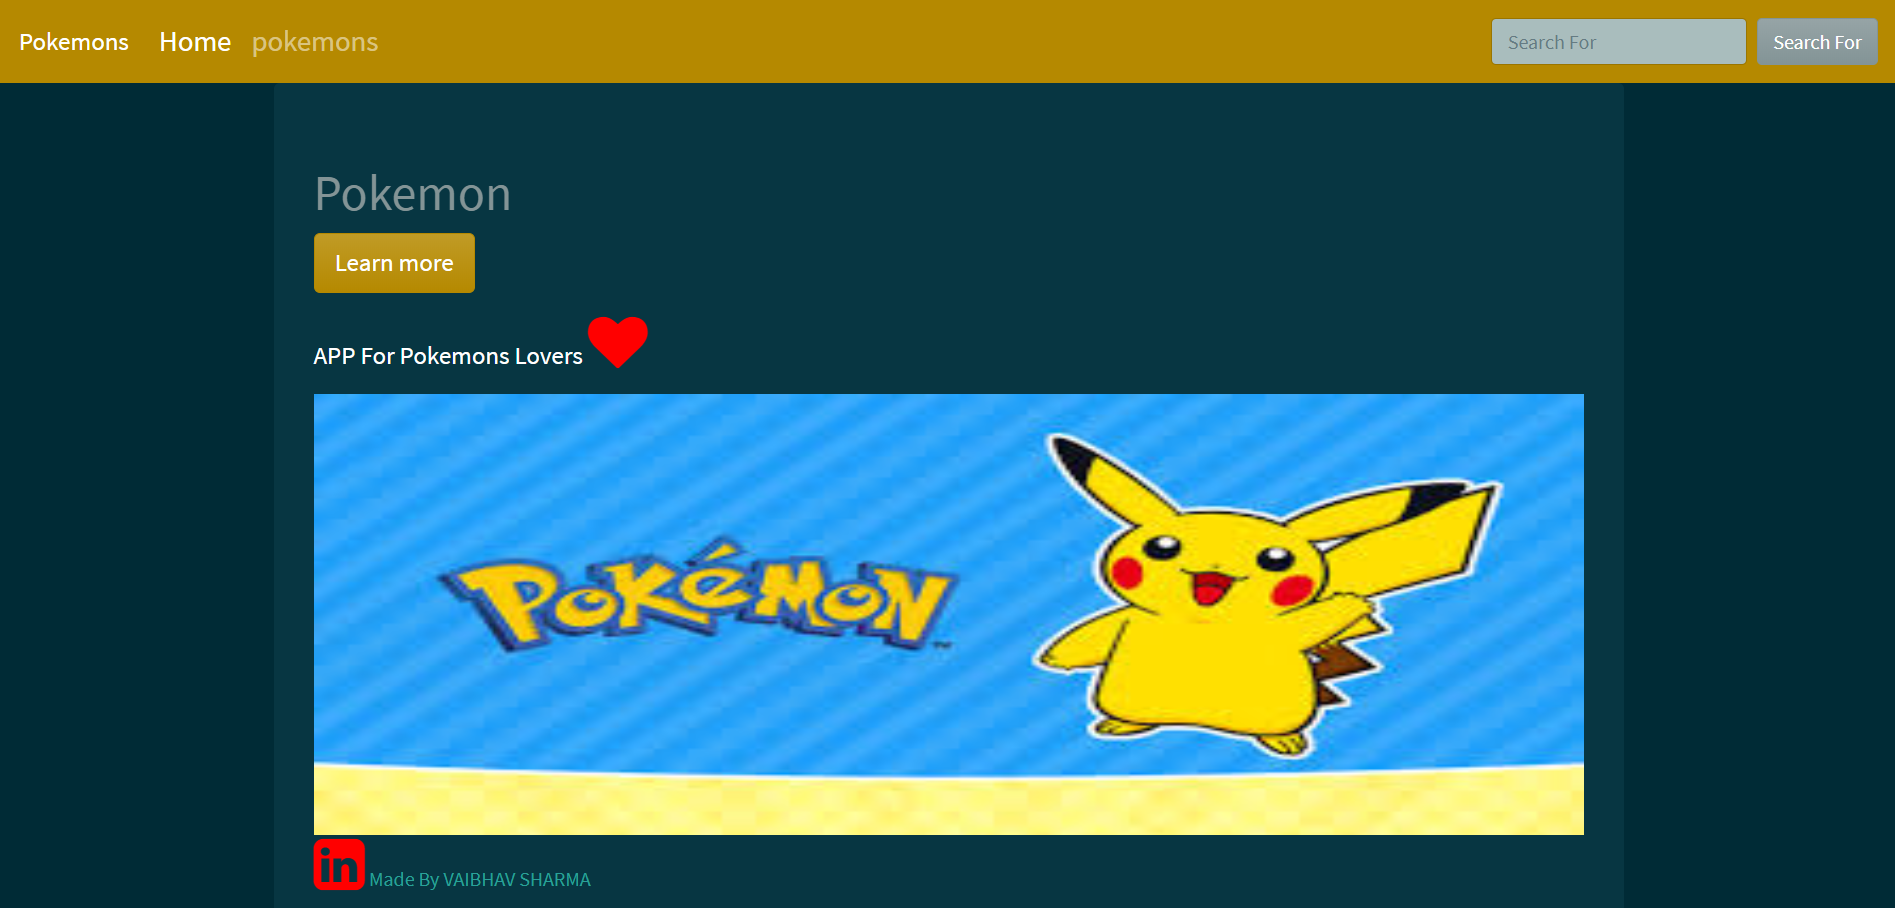 Pokemons Home pokemons Search For Search For
Pokemon
Learn more
APP For Pokemons Lovers
POKéMON
TM
in Made By VAIBHAV SHARMA